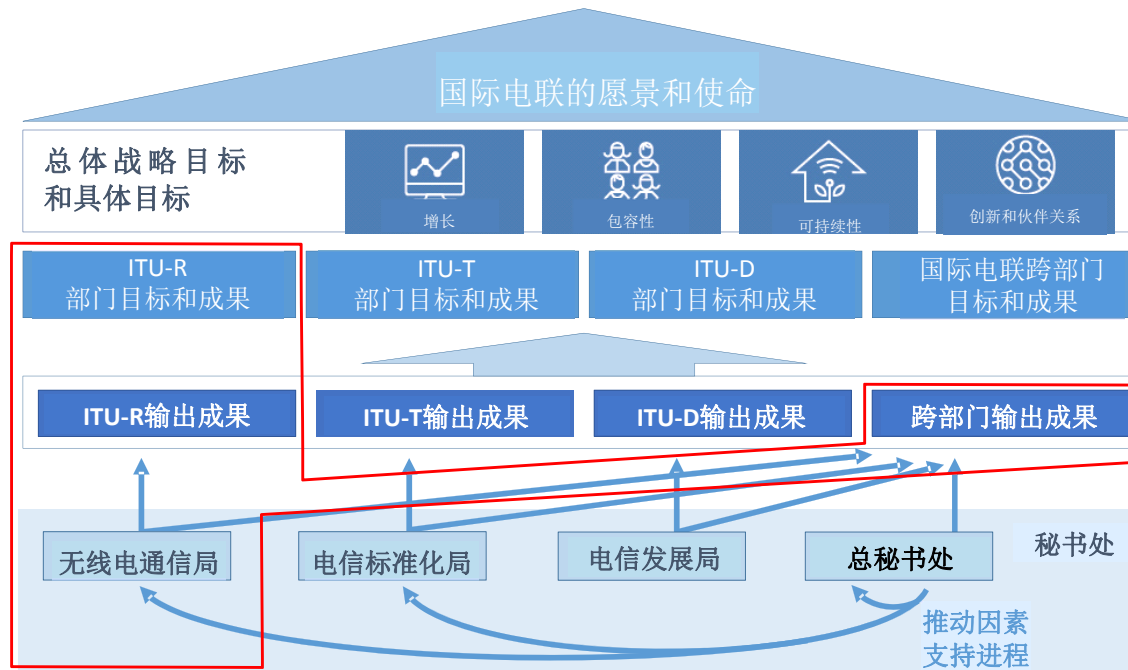 国际电联的愿景和使命
总体战略目标
和具体目标
增长
包容性
可持续性
创新和伙伴关系
ITU-R
部门目标和成果
ITU-T
部门目标和成果
ITU-D
部门目标和成果
国际电联跨部门
目标和成果
ITU-R输出成果
ITU-T输出成果
ITU-D输出成果
跨部门输出成果
无线电通信局
电信标准化局
电信发展局
总秘书处
秘书处
推动因素
支持进程